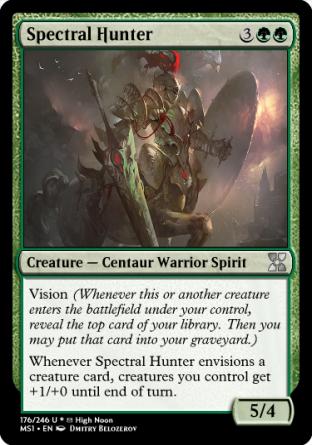 Spectral Hunter 3
Creature — Centaur Warrior Spirit
Vision (Whenever this or another creature
enters the battlefield under your control,
reveal the top card of your library. Then you
may put that card into your graveyard.)
Whenever Spectral Hunter envisions a
creature card, creatures you control get
+1/+0 until end of turn.
5/4
176/246 U * High Noon
MS1 • EN Dmitry Belozerov